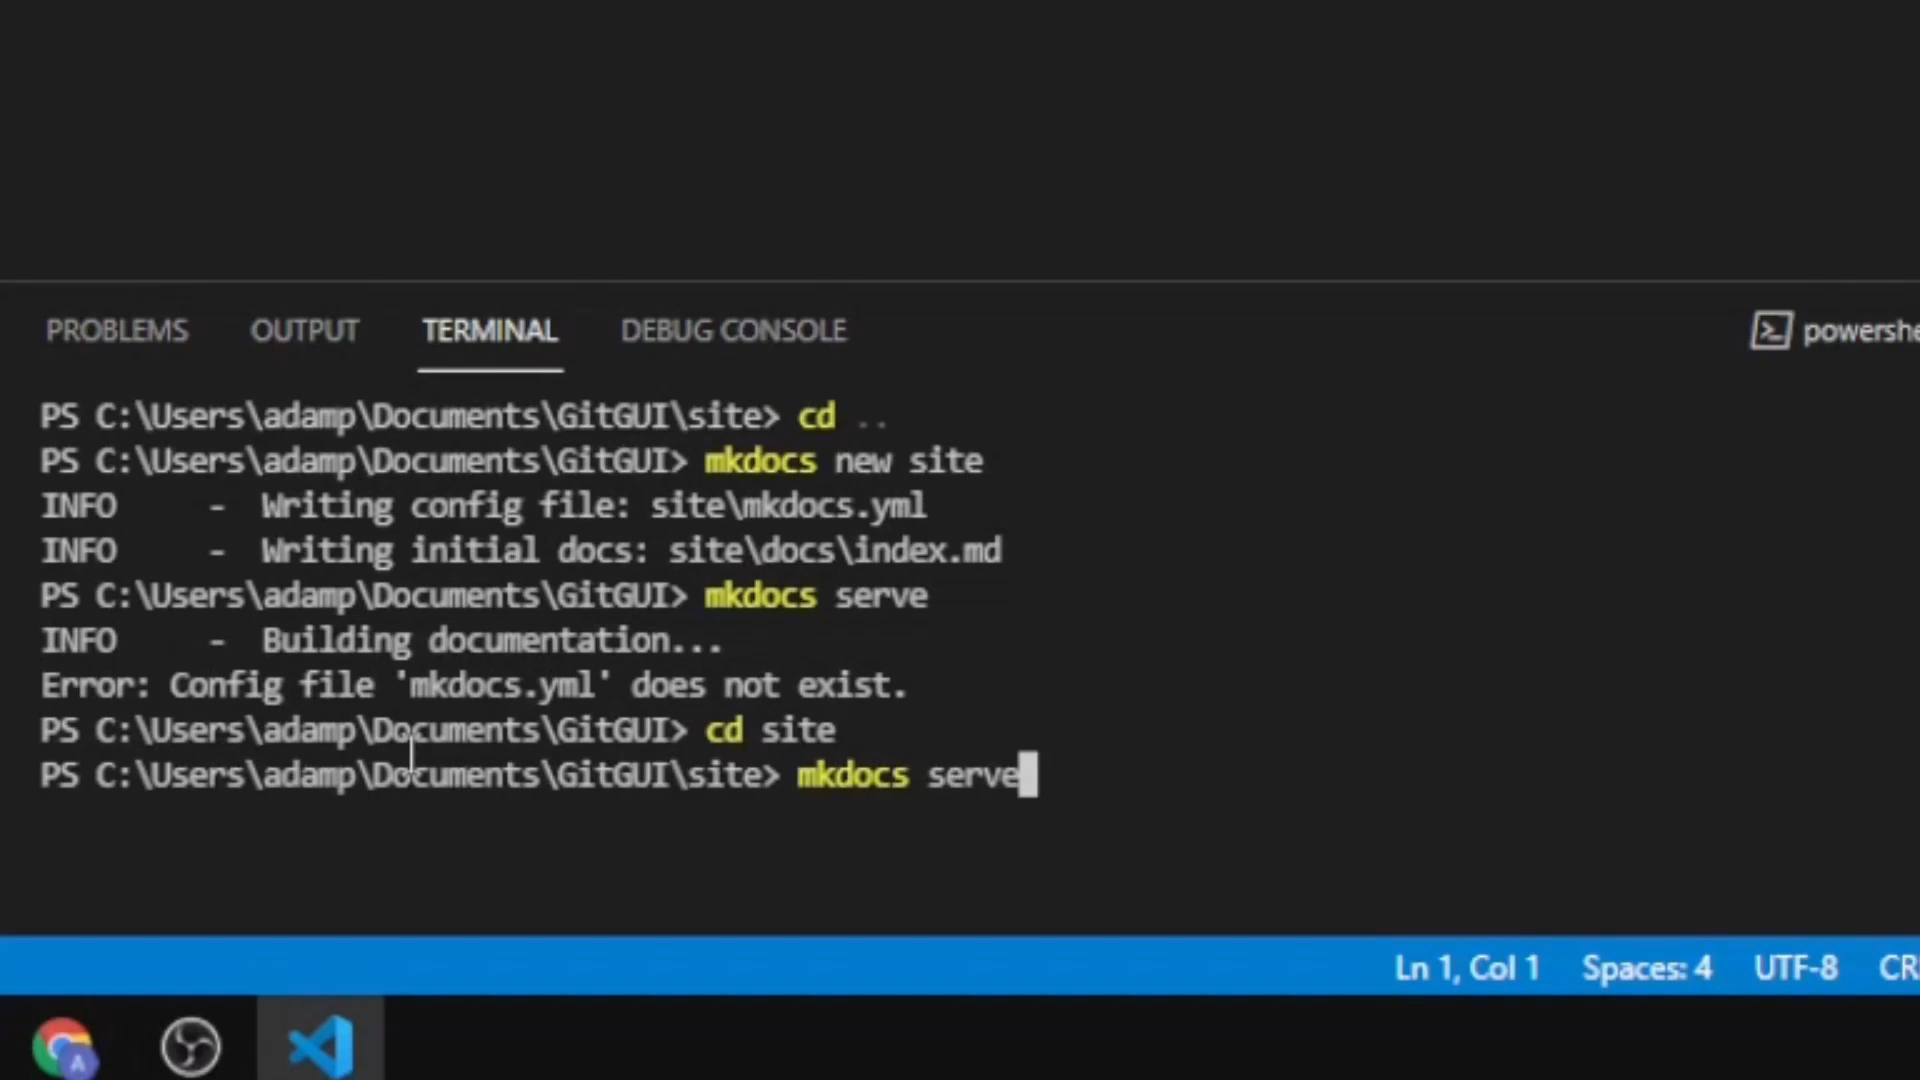 PROBLEMS OUTPUT TERMINAL DEBUG CONSOLE powershe
PS C:\Users\adamp\Documents\GitGUI\site> cd ..
PS C:\Users\adamp\Documents\GitGUI> mkdocs new site
INFO - Writing config file: site\mkdocs.yml
INFO - Writing initial docs: site\docs\index.md
PS C:\Users\adamp\Documents\GitGUI> mkdocs serve
INFO - Building documentation...
Error: Config file 'mkdocs.yml' does not exist.
PS C:\Users\adamp\Documents\GitGUI> cd site
PS C:\Users\adamp\Documents\GitGUI\site> mkdocs serve
Ln 1, Col 1 Spaces: 4 UTF-8 CR
A